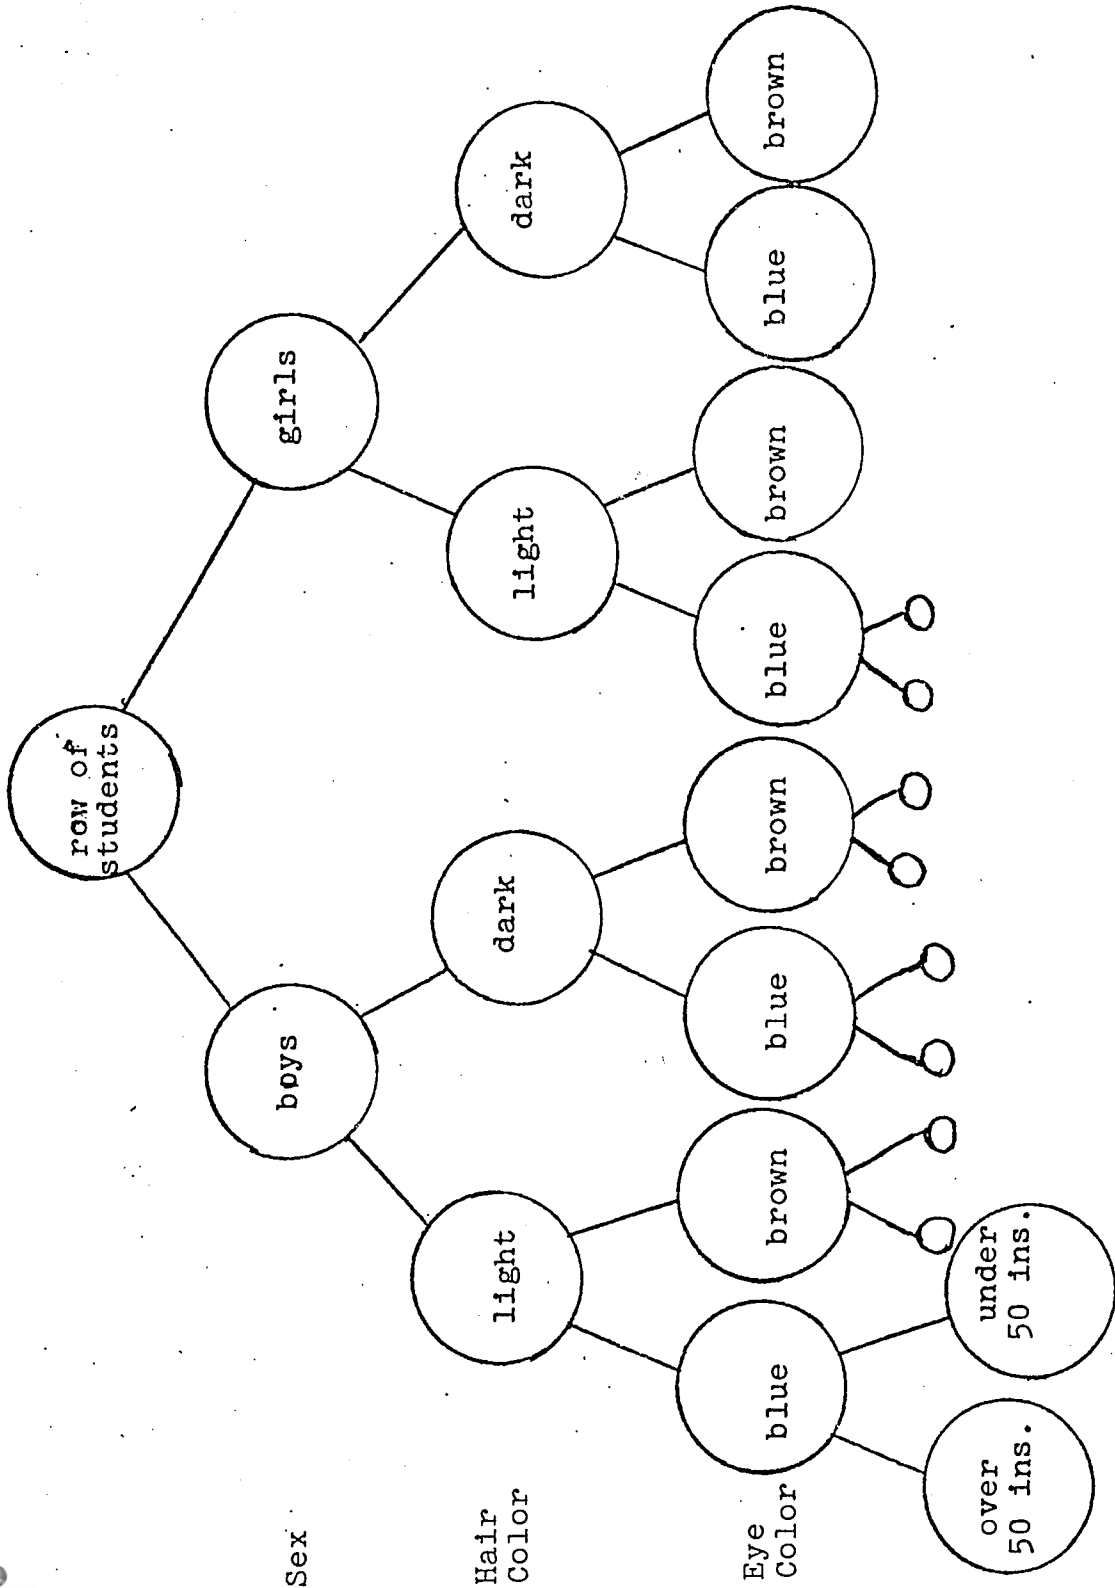 row of
students
Sex
boys
girls
Hair
Color
light
dark
light
dark
Eye
Color
blue
brown
blue
brown
blue
brown
blue
brown
over
50 ins.
under
50 ins.